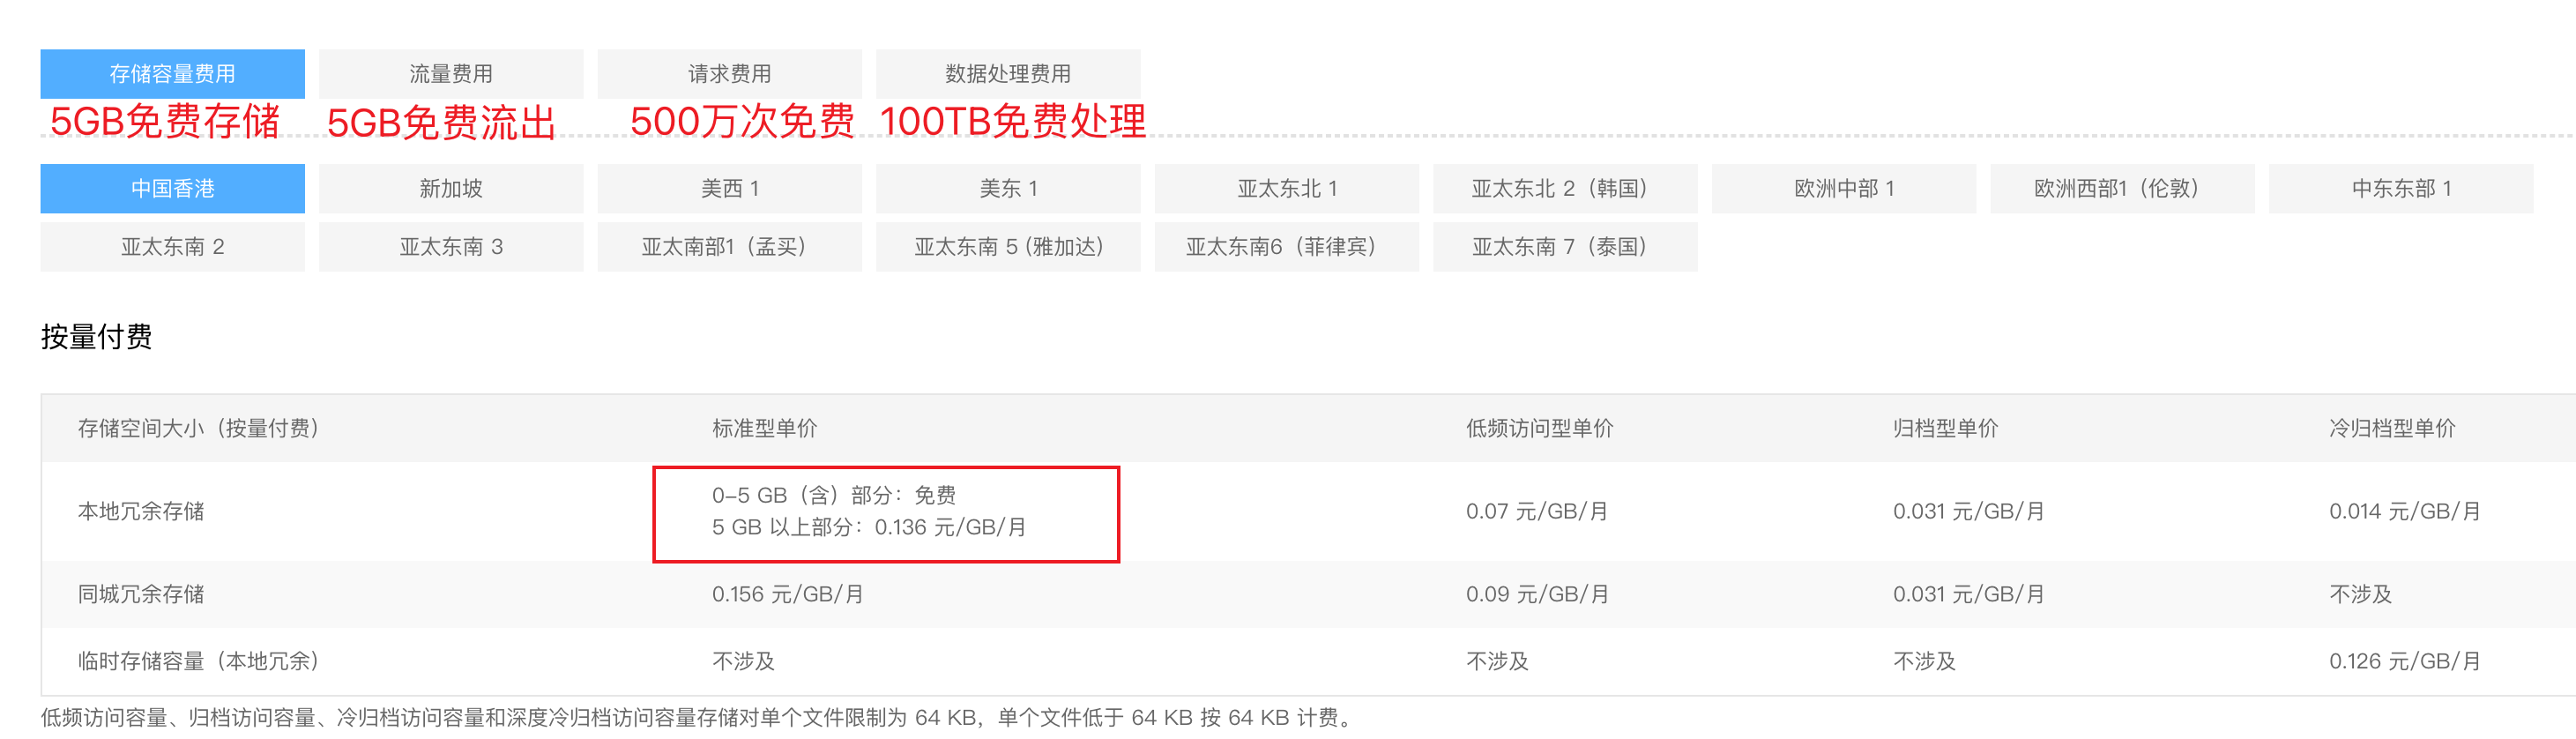 存储容量费用 流量费用 请求费用 数据处理费用
5GB免费存储 5GB免费流出 500万次免费 100TB免费处理
中国香港 新加坡 美西 1 美东 1 亚太东北 1 亚太东北 2（韩国） 欧洲中部 1 欧洲西部1（伦敦） 中东东部 1
亚太东南 2 亚太东南 3 亚太南部1（孟买） 亚太东南 5 (雅加达) 亚太东南6（菲律宾） 亚太东南 7（泰国）
按量付费
存储空间大小（按量付费） 标准型单价 低频访问型单价 归档型单价 冷归档型单价
本地冗余存储 0-5 GB（含）部分：免费 0.07 元/GB/月 0.031 元/GB/月 0.014 元/GB/月
5 GB 以上部分：0.136 元/GB/月
同城冗余存储 0.156 元/GB/月 0.09 元/GB/月 0.031 元/GB/月 不涉及
临时存储容量（本地冗余） 不涉及 不涉及 不涉及 0.126 元/GB/月
低频访问容量、归档访问容量、冷归档访问容量和深度冷归档访问容量存储对单个文件限制为 64 KB，单个文件低于 64 KB 按 64 KB 计费。